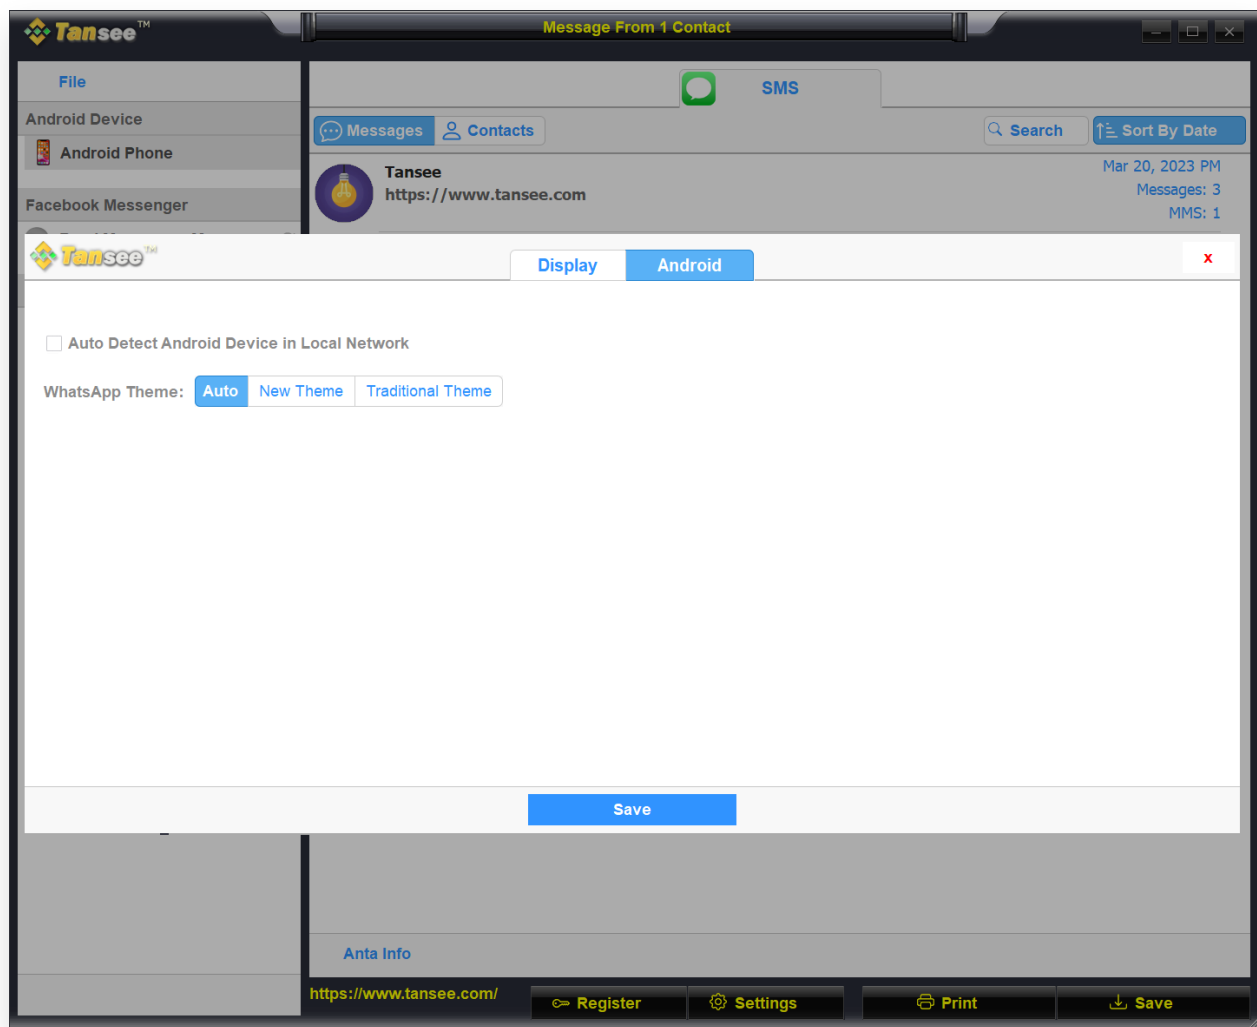 Tansee™
Message From 1 Contact
File
SMS
Android Device
Messages
Contacts
Search
Sort By Date
Android Phone
Tansee
https://www.tansee.com
Mar 20, 2023 PM
Messages: 3
MMS: 1
Facebook Messenger
Tansee™
Display
Android
x
Auto Detect Android Device in Local Network
WhatsApp Theme:
Auto
New Theme
Traditional Theme
Save
Anta Info
https://www.tansee.com/
Register
Settings
Print
Save